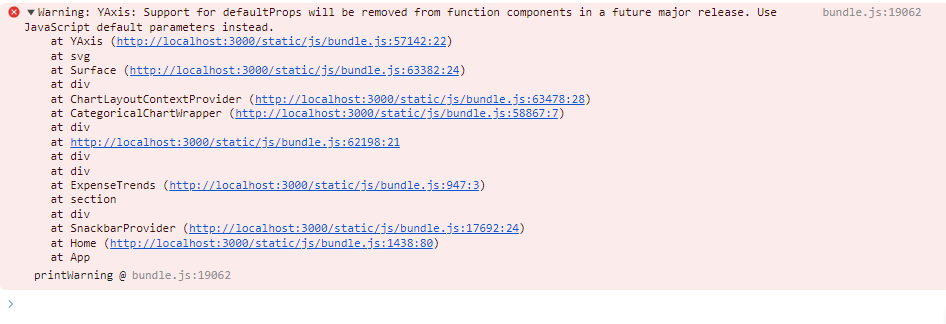 Warning: YAxis: Support for defaultProps will be removed from function components in a future major release. Use bundle.js:19062
JavaScript default parameters instead.
at YAxis (http://localhost:3000/static/js/bundle.js:57142:22)
at svg
at Surface (http://localhost:3000/static/js/bundle.js:63382:24)
at div
at ChartLayoutContextProvider (http://localhost:3000/static/js/bundle.js:63478:28)
at CategoricalChartWrapper (http://localhost:3000/static/js/bundle.js:58867:7)
at div
at http://localhost:3000/static/js/bundle.js:62198:21
at div
at div
at ExpenseTrends (http://localhost:3000/static/js/bundle.js:947:3)
at section
at div
at SnackbarProvider (http://localhost:3000/static/js/bundle.js:17692:24)
at Home (http://localhost:3000/static/js/bundle.js:1438:80)
at App
printWarning @ bundle.js:19062